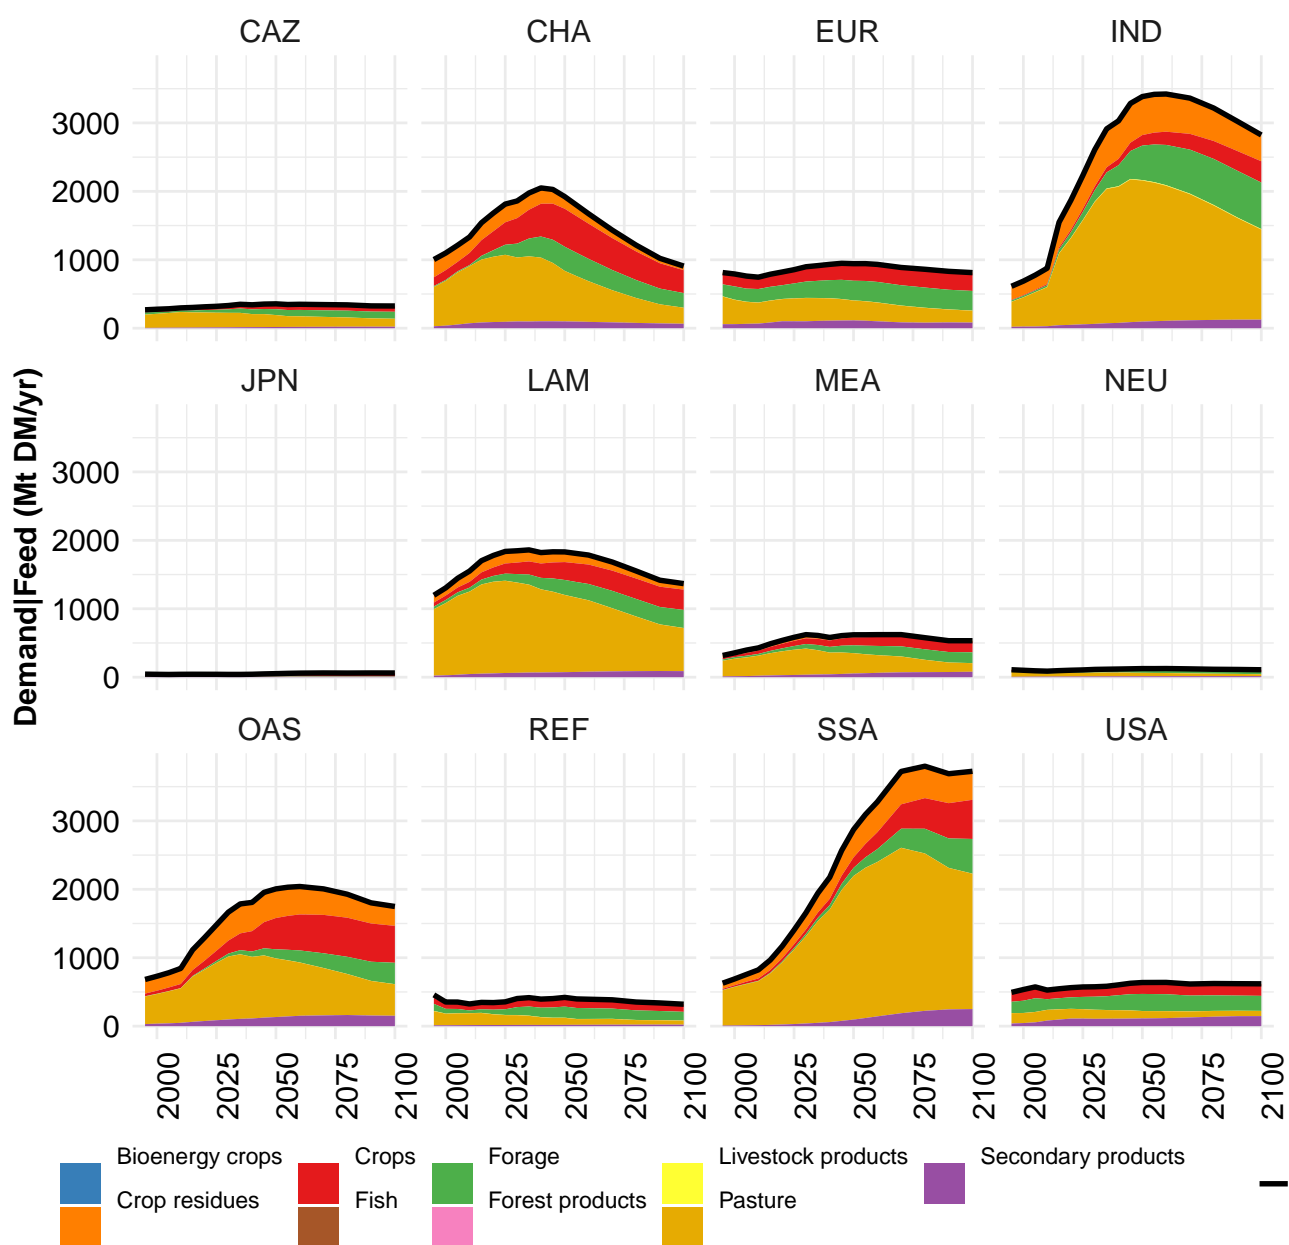 CAZ CHA EUR IND
3000
2000
1000
0
JPN LAM MEA NEU
3000
2000
1000
0
Demand|Feed (Mt DM/yr)
OAS REF SSA USA
3000
2000
1000
0
2000 2025 2050 2075 2100 2000 2025 2050 2075 2100 2000 2025 2050 2075 2100 2000 2025 2050 2075 2100
Bioenergy crops Crops Forage Livestock products Secondary products
Crop residues Fish Forest products Pasture